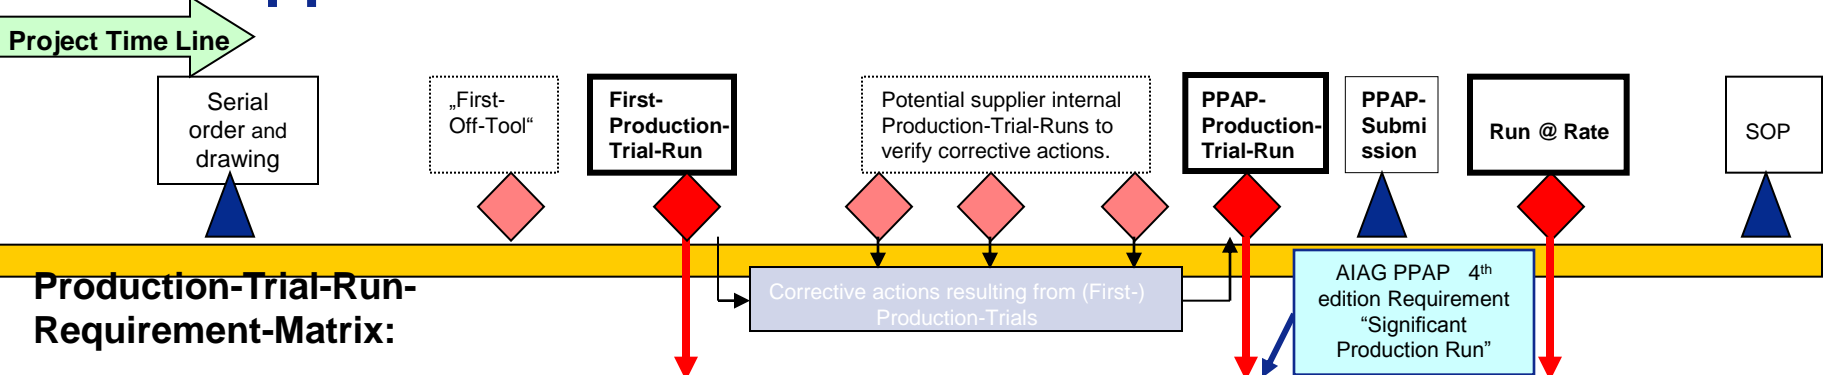 Project Time Line
Serial
order and
drawing
„First-
Off-Tool“
First-
Production-
Trial-Run
Potential supplier internal
Production-Trial-Runs to
verify corrective actions.
PPAP-
Production-
Trial-Run
PPAP-
Submi
ssion
Run @ Rate
SOP
Corrective actions resulting from (First-)
Production-Trials
AIAG PPAP 4th
edition Requirement
“Significant
Production Run”
Production-Trial-Run-
Requirement-Matrix: